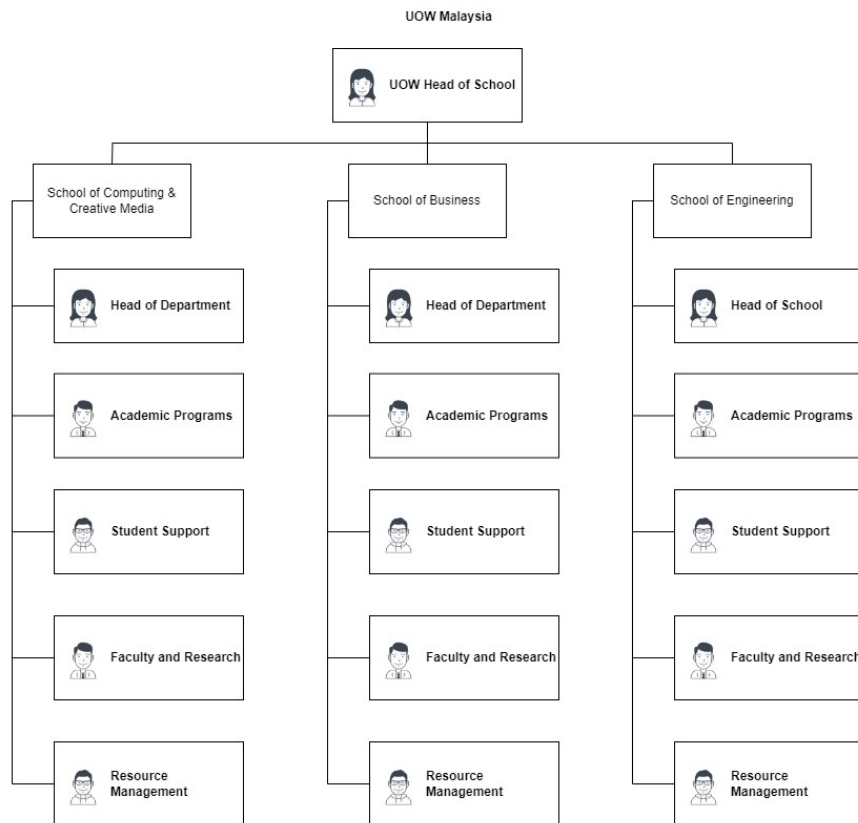 UOW Malaysia
UOW Head of School
School of Computing &
Creative Media
School of Business
School of Engineering
Head of Department
Head of Department
Head of School
Academic Programs
Academic Programs
Academic Programs
Student Support
Student Support
Student Support
Faculty and Research
Faculty and Research
Faculty and Research
Resource
Management
Resource
Management
Resource
Management